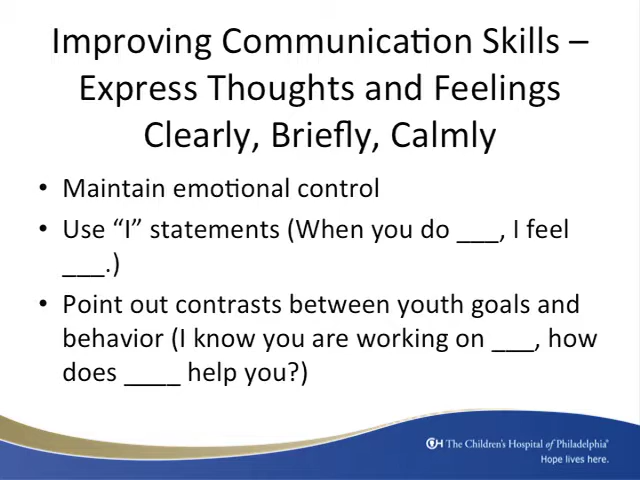 Improving Communication Skills –
Express Thoughts and Feelings
Clearly, Briefly, Calmly
• Maintain emotional control
• Use “I” statements (When you do ___, I feel
___.)
• Point out contrasts between youth goals and
behavior (I know you are working on ___, how
does ____ help you?)
The Children's Hospital of Philadelphia®
Hope lives here.